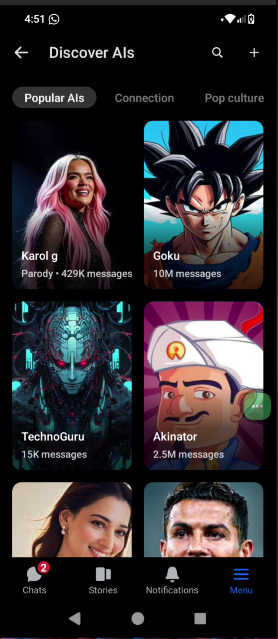 4:51
Discover AIs
Popular AIs Connection Pop culture
Karol g
Parody • 429K messages
Goku
10M messages
TechnoGuru
15K messages
Akinator
2.5M messages
2
Chats Stories Notifications Menu